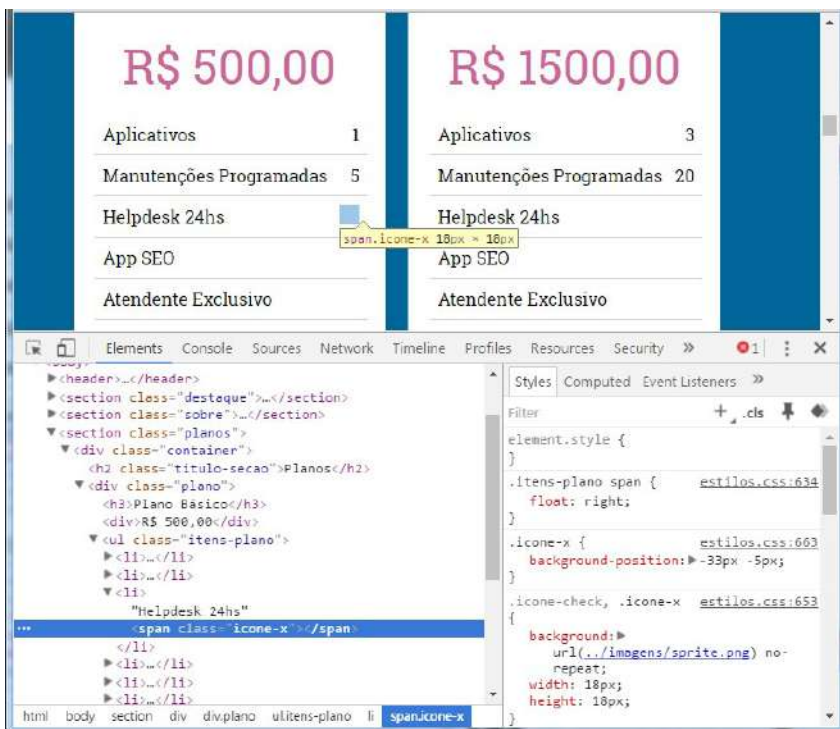 R$ 500,00
Aplicativos 1
Manutenções Programadas 5
Helpdesk 24hs
span.icone-x 18px × 18px
App SEO
Atendente Exclusivo
R$ 1500,00
Aplicativos 3
Manutenções Programadas 20
Helpdesk 24hs
App SEO
Atendente Exclusivo
Elements Console Sources Network Timeline Profiles Resources Security » 1
▶<header>…</header>
▶<section class="destaque">…</section>
▶<section class="sobre">…</section>
▼<section class="planos">
▼<div class="container">
<h2 class="titulo-secao">Planos</h2>
▼<div class="plano">
<h3>Plano Básico</h3>
<div>R$ 500,00</div>
▼<ul class="itens-plano">
▶<li>…</li>
▶<li>…</li>
▼<li>
"Helpdesk 24hs"
<span class="icone-x"></span>
</li>
▶<li>…</li>
▶<li>…</li>
▶<li>…</li>
html body section div div.plano ul.itens-plano li span.icone-x
Styles Computed Event Listeners »
Filter + .cls
element.style {
}
.itens-plano span { estilos.css:634
float: right;
}
.icone-x { estilos.css:663
background-position:▶-33px -5px;
}
.icone-check, .icone-x estilos.css:653
{
background:▶
url(../imagens/sprite.png) no-
repeat;
width: 18px;
height: 18px;
}